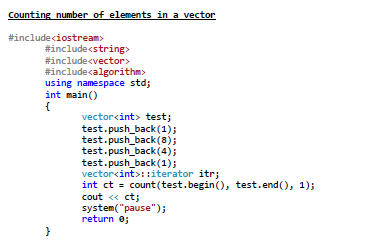 Counting number of elements in a vector
#include<iostream>
#include<string>
#include<vector>
#include<algorithm>
using namespace std;
int main()
{
vector<int> test;
test.push_back(1);
test.push_back(8);
test.push_back(4);
test.push_back(1);
vector<int>::iterator itr;
int ct = count(test.begin(), test.end(), 1);
cout << ct;
system("pause");
return 0;
}